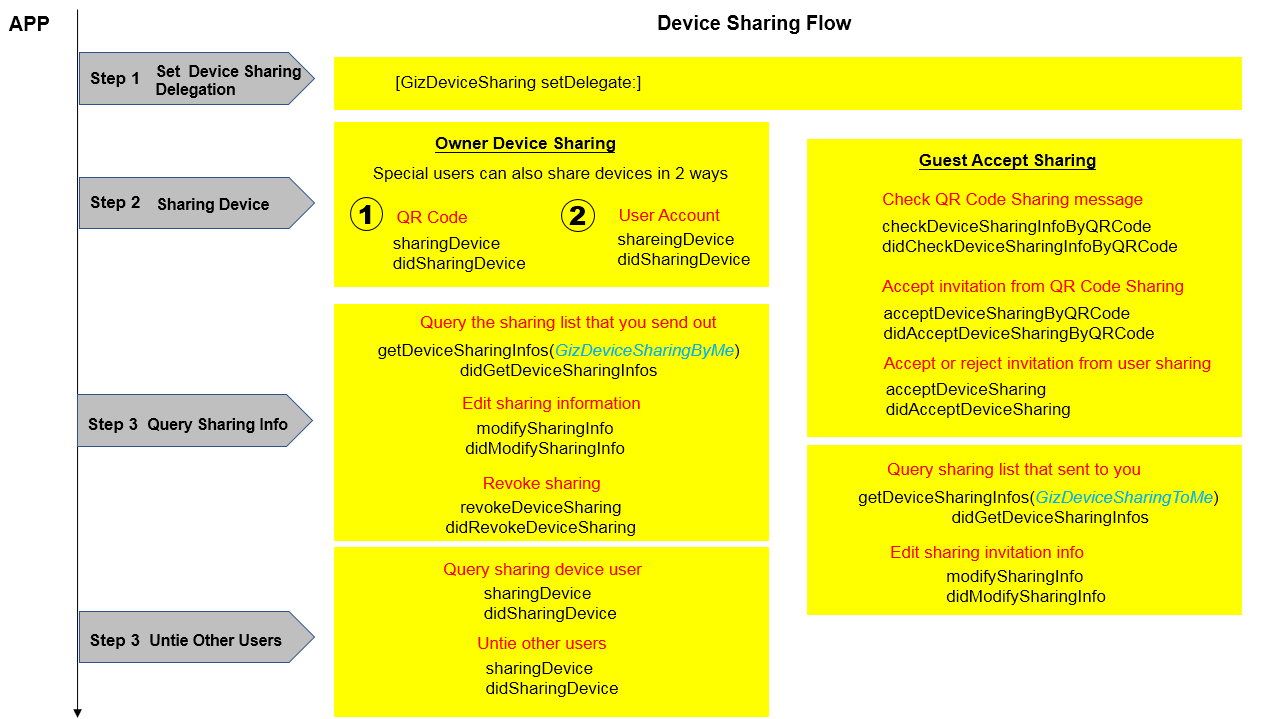 APP
Device Sharing Flow
Step 1 Set Device Sharing
Delegation
[GizDeviceSharing setDelegate:]
Step 2 Sharing Device
Owner Device Sharing
Special users can also share devices in 2 ways
1 QR Code
sharingDevice
didSharingDevice
2 User Account
shareingDevice
didSharingDevice
Guest Accept Sharing
Check QR Code Sharing message
checkDeviceSharingInfoByQRCode
didCheckDeviceSharingInfoByQRCode
Accept invitation from QR Code Sharing
acceptDeviceSharingByQRCode
didAcceptDeviceSharingByQRCode
Accept or reject invitation from user sharing
acceptDeviceSharing
didAcceptDeviceSharing
Step 3 Query Sharing Info
Query the sharing list that you send out
getDeviceSharingInfos(GizDeviceSharingByMe)
didGetDeviceSharingInfos
Edit sharing information
modifySharingInfo
didModifySharingInfo
Revoke sharing
revokeDeviceSharing
didRevokeDeviceSharing
Query sharing list that sent to you
getDeviceSharingInfos(GizDeviceSharingToMe)
didGetDeviceSharingInfos
Edit sharing invitation info
modifySharingInfo
didModifySharingInfo
Step 3 Untie Other Users
Query sharing device user
sharingDevice
didSharingDevice
Untie other users
sharingDevice
didSharingDevice